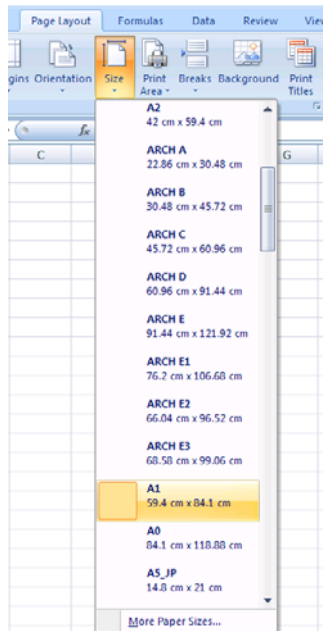 Page Layout Formulas Data Review
gins Orientation Size Print Area Breaks Background Print Titles
fx
C G
A2
42 cm x 59.4 cm
ARCH A
22.86 cm x 30.48 cm
ARCH B
30.48 cm x 45.72 cm
ARCH C
45.72 cm x 60.96 cm
ARCH D
60.96 cm x 91.44 cm
ARCH E
91.44 cm x 121.92 cm
ARCH E1
76.2 cm x 106.68 cm
ARCH E2
66.04 cm x 96.52 cm
ARCH E3
68.58 cm x 99.06 cm
A1
59.4 cm x 84.1 cm
A0
84.1 cm x 118.88 cm
A5_JP
14.8 cm x 21 cm
More Paper Sizes...